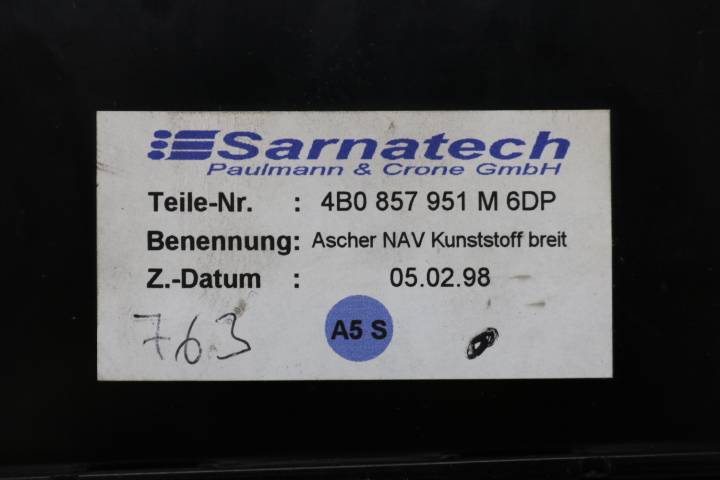 Sarnatech
Paulmann & Crone GmbH
Teile-Nr. : 4B0 857 951 M 6DP
Benennung: Ascher NAV Kunststoff breit
Z.-Datum : 05.02.98
763
A5 S